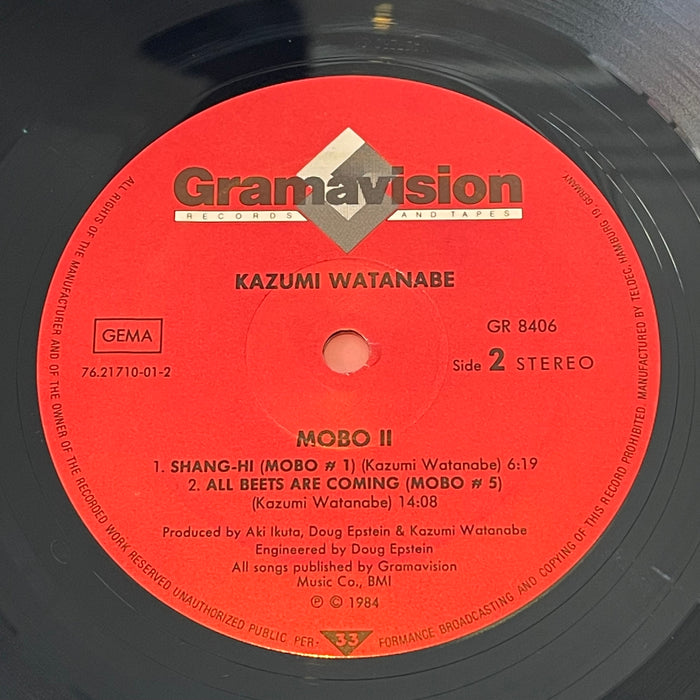 Gramavision
RECORDS AND TAPES
KAZUMI WATANABE
GEMA
76.21710-01-2
GR 8406
Side 2 STEREO
MOBO II
1. SHANG-HI (MOBO # 1) (Kazumi Watanabe) 6:19
2. ALL BEETS ARE COMING (MOBO # 5)
(Kazumi Watanabe) 14:08
Produced by Aki Ikuta, Doug Epstein & Kazumi Watanabe
Engineered by Doug Epstein
All songs published by Gramavision
Music Co., BMI
℗ © 1984
ALL RIGHTS OF THE MANUFACTURER AND OF THE OWNER OF THE RECORDED WORK RESERVED UNAUTHORIZED PUBLIC PER- 33 FORMANCE BROADCASTING AND COPYING OF THIS RECORD PROHIBITED. MANUFACTURED BY TELDEC, HAMBURG 19, GERMANY